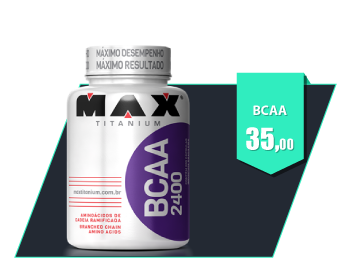 MÁXIMO DESEMPENHO
MÁXIMO RESULTADO
MAX
TITANIUM
BCAA
2400
maxtitanium.com.br
AMINOÁCIDOS DE
CADEIA RAMIFICADA
BRANCHED CHAIN
AMINO ACIDS
BCAA
35,00